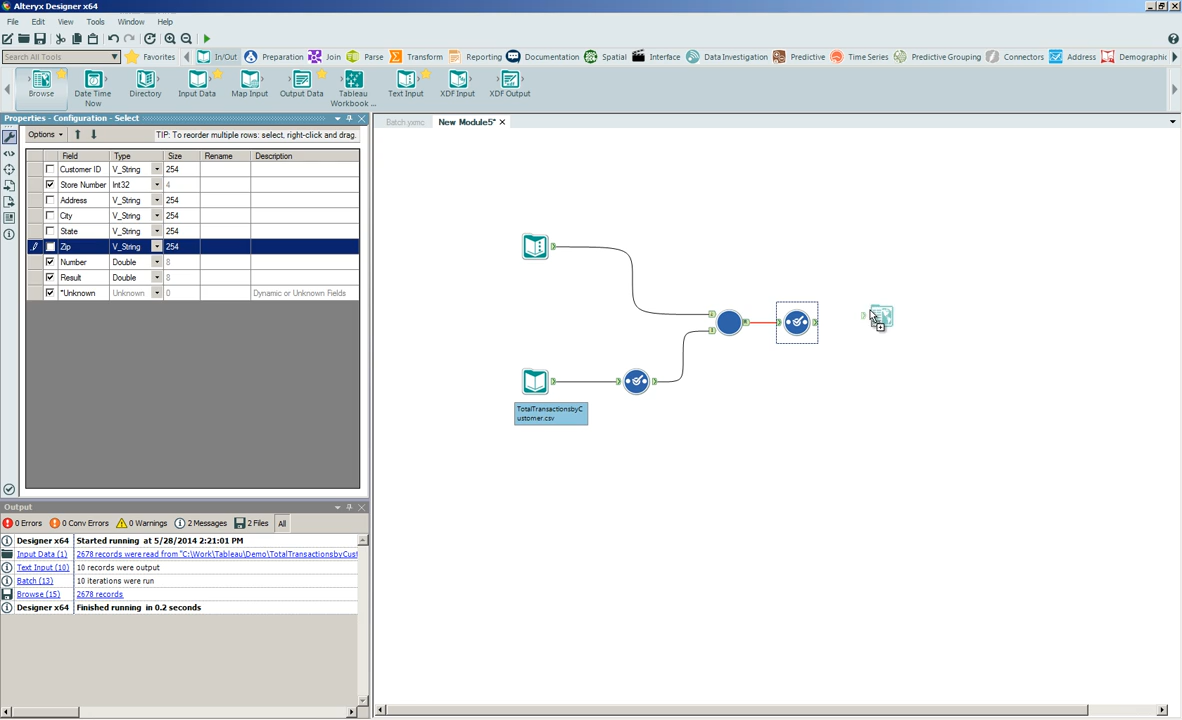 Alteryx Designer x64
File Edit View Tools Window Help
Search All Tools Favorites In/Out Preparation Join Parse Transform Reporting Documentation Spatial Interface Data Investigation Predictive Time Series Predictive Grouping Connectors Address Demographic
Browse Date Time Now Directory Input Data Map Input Output Data Tableau Workbook ... Text Input XDF Input XDF Output
Properties - Configuration - Select
Batch.yxmc New Module5*
Options TIP: To reorder multiple rows: select, right-click and drag.
Field Type Size Rename Description
Customer ID V_String 254
Store Number Int32 4
Address V_String 254
City V_String 254
State V_String 254
Zip V_String 254
Number Double 8
Result Double 8
*Unknown Unknown 0 Dynamic or Unknown Fields
TotalTransactionsbyC
ustomer.csv
Output
0 Errors 0 Conv Errors 0 Warnings 2 Messages 2 Files All
Designer x64 Started running at 5/28/2014 2:21:01 PM
Input Data (1) 2678 records were read from "C:\Work\Tableau\Demo\TotalTransactionsbyCust
Text Input (10) 10 records were output
Batch (13) 10 iterations were run
Browse (15) 2678 records
Designer x64 Finished running in 0.2 seconds